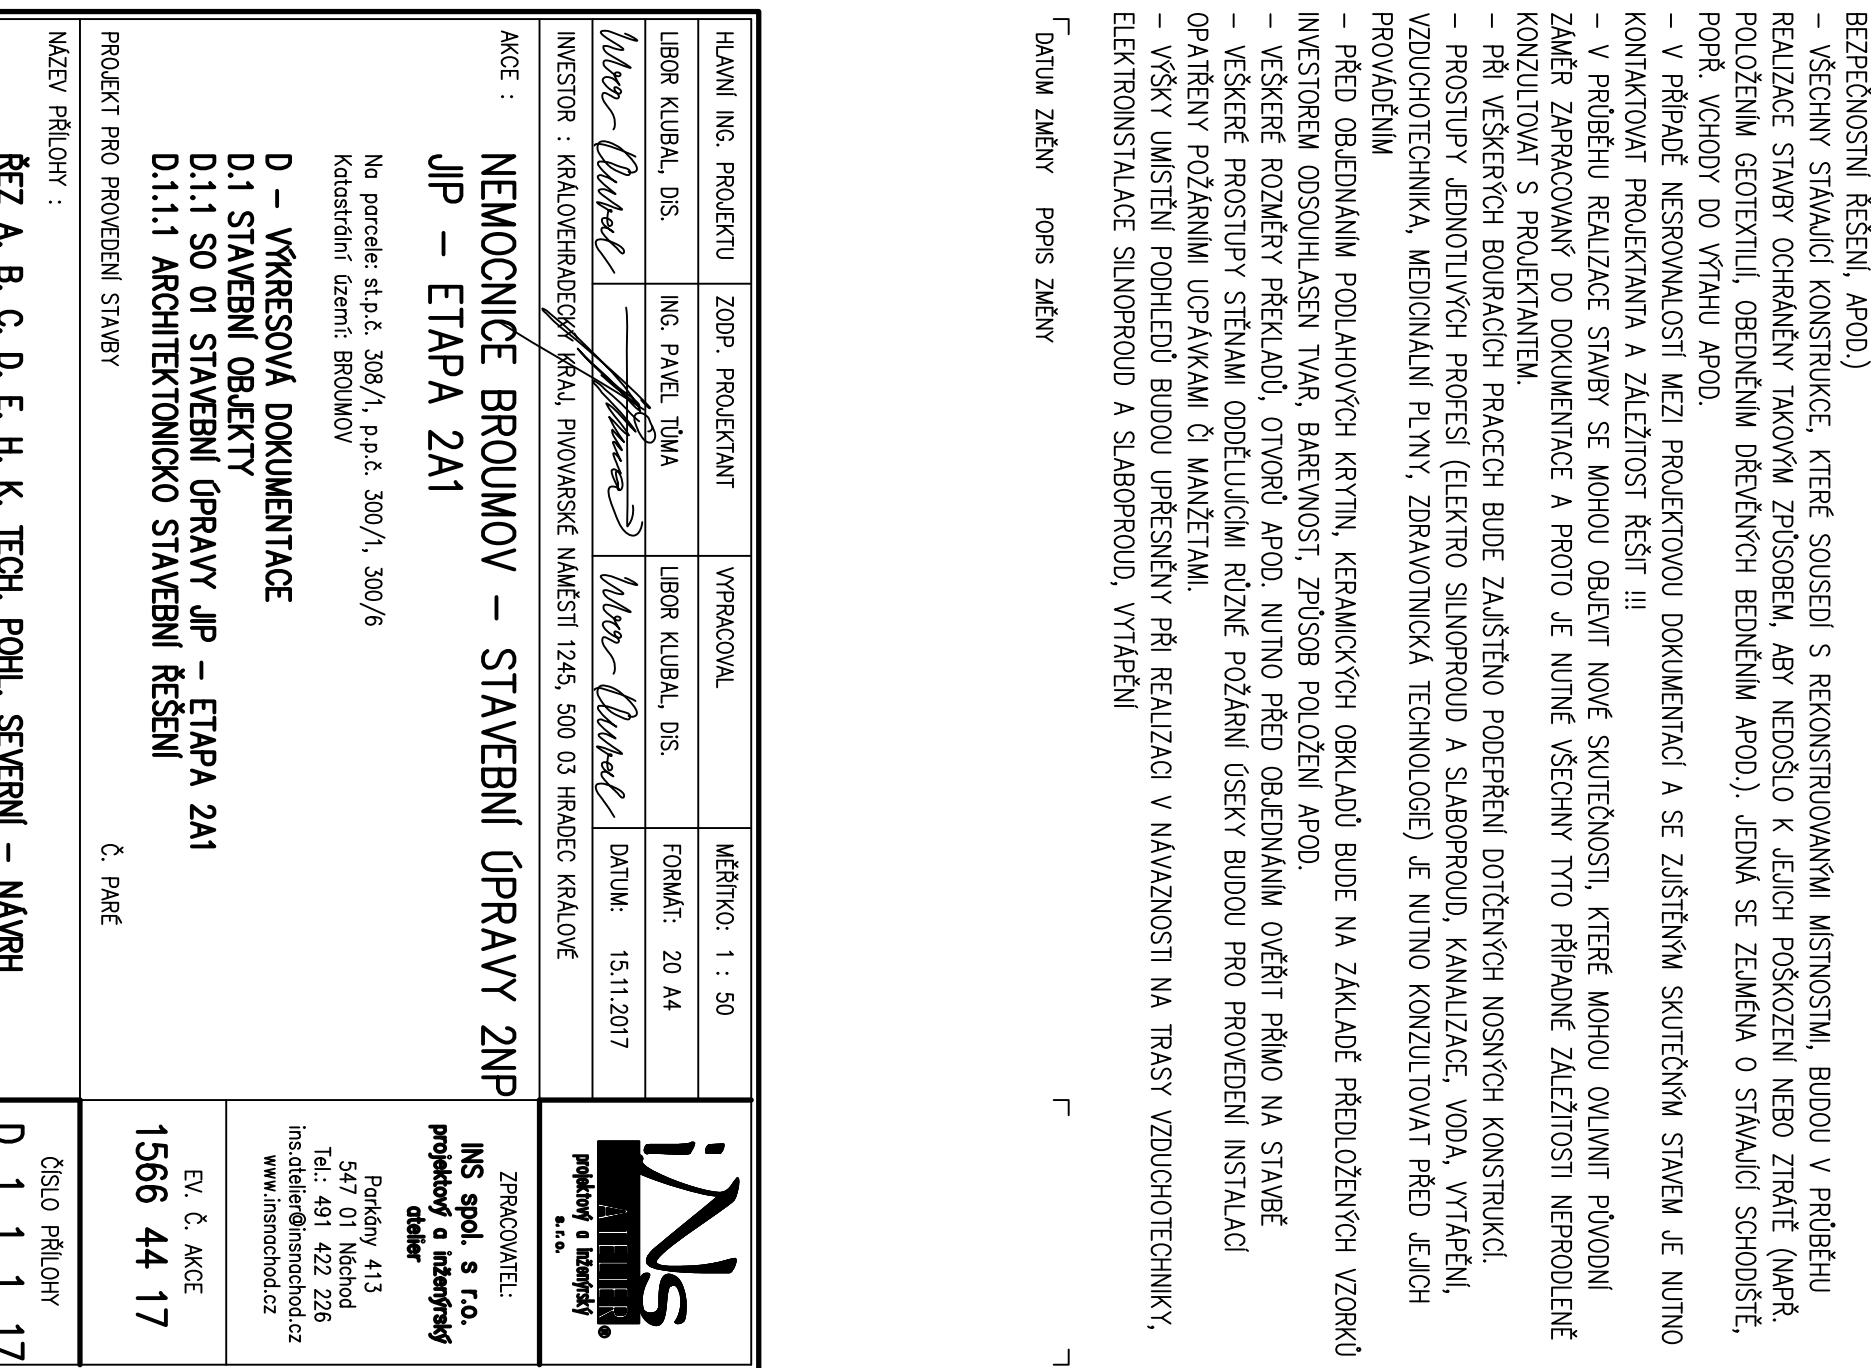 BEZPEČNOSTNÍ ŘEŠENÍ, APOD.)
– VŠECHNY STÁVAJÍCÍ KONSTRUKCE, KTERÉ SOUSEDÍ S REKONSTRUOVANÝMI MÍSTNOSTMI, BUDOU V PRŮBĚHU
REALIZACE STAVBY OCHRÁNĚNY TAKOVÝM ZPŮSOBEM, ABY NEDOŠLO K JEJICH POŠKOZENÍ NEBO ZTRÁTĚ (NAPŘ.
POLOŽENÍM GEOTEXTILIÍ, OBEDNĚNÍM DŘEVĚNÝCH BEDNĚNÍM APOD.). JEDNÁ SE ZEJMÉNA O STÁVAJÍCÍ SCHODIŠTĚ,
POPŘ. VCHODY DO VÝTAHU APOD.
– V PŘÍPADĚ NESROVNALOSTÍ MEZI PROJEKTOVOU DOKUMENTACÍ A SE ZJIŠTĚNÝM SKUTEČNÝM STAVEM JE NUTNO
KONTAKTOVAT PROJEKTANTA A ZÁLEŽITOST ŘEŠIT !!!
– V PRŮBĚHU REALIZACE STAVBY SE MOHOU OBJEVIT NOVÉ SKUTEČNOSTI, KTERÉ MOHOU OVLIVNIT PŮVODNÍ
ZÁMĚR ZAPRACOVANÝ DO DOKUMENTACE A PROTO JE NUTNÉ VŠECHNY TYTO PŘÍPADNÉ ZÁLEŽITOSTI NEPRODLENĚ
KONZULTOVAT S PROJEKTANTEM.
– PŘI VEŠKERÝCH BOURACÍCH PRACECH BUDE ZAJIŠTĚNO PODEPŘENÍ DOTČENÝCH NOSNÝCH KONSTRUKCÍ.
– PROSTUPY JEDNOTLIVÝCH PROFESÍ (ELEKTRO SILNOPROUD A SLABOPROUD, KANALIZACE, VODA, VYTÁPĚNÍ,
VZDUCHOTECHNIKA, MEDICINÁLNÍ PLYNY, ZDRAVOTNICKÁ TECHNOLOGIE) JE NUTNO KONZULTOVAT PŘED JEJICH
PROVÁDĚNÍM
– PŘED OBJEDNÁNÍM PODLAHOVÝCH KRYTIN, KERAMICKÝCH OBKLADŮ BUDE NA ZÁKLADĚ PŘEDLOŽENÝCH VZORKŮ
INVESTOREM ODSOUHLASEN TVAR, BAREVNOST, ZPŮSOB POLOŽENÍ APOD.
– VEŠKERÉ ROZMĚRY PŘEKLADŮ, OTVORŮ APOD. NUTNO PŘED OBJEDNÁNÍM OVĚŘIT PŘÍMO NA STAVBĚ
– VEŠKERÉ PROSTUPY STĚNAMI ODDĚLUJÍCÍMI RŮZNÉ POŽÁRNÍ ÚSEKY BUDOU PRO PROVEDENÍ INSTALACÍ
OPATŘENY POŽÁRNÍMI UCPÁVKAMI ČI MANŽETAMI.
– VÝŠKY UMÍSTĚNÍ PODHLEDŮ BUDOU UPŘESNĚNY PŘI REALIZACI V NÁVAZNOSTI NA TRASY VZDUCHOTECHNIKY,
ELEKTROINSTALACE SILNOPROUD A SLABOPROUD, VYTÁPĚNÍ
DATUM ZMĚNY POPIS ZMĚNY
HLAVNÍ ING. PROJEKTU ZODP. PROJEKTANT VYPRACOVAL MĚŘÍTKO: 1 : 50
LIBOR KLUBAL, DiS. ING. PAVEL TŮMA LIBOR KLUBAL, DiS. FORMÁT: 20 A4
DATUM: 15.11.2017
INVESTOR : KRÁLOVEHRADECKÝ KRAJ, PIVOVARSKÉ NÁMĚSTÍ 1245, 500 03 HRADEC KRÁLOVÉ
AKCE : NEMOCNICE BROUMOV – STAVEBNÍ ÚPRAVY 2NP
JIP – ETAPA 2A1
Na parcele: st.p.č. 308/1, p.p.č. 300/1, 300/6
Katastrální území: BROUMOV
D – VÝKRESOVÁ DOKUMENTACE
D.1 STAVEBNÍ OBJEKTY
D.1.1 SO 01 STAVEBNÍ ÚPRAVY JIP – ETAPA 2A1
D.1.1.1 ARCHITEKTONICKO STAVEBNÍ ŘEŠENÍ
PROJEKT PRO PROVEDENÍ STAVBY Č. PARÉ
NÁZEV PŘÍLOHY :
ŘEZ A, B, C, D, E, H, K, TECH. POHL. SEVERNÍ – NÁVRH
iNS
ATELIER®
projektový a inženýrský
s.r.o.
ZPRACOVATEL:
INS spol. s r.o.
projektový a inženýrský
atelier
Parkány 413
547 01 Náchod
Tel.: 491 422 226
ins.atelier@insnachod.cz
www.insnachod.cz
EV. Č. AKCE
1566 44 17
ČÍSLO PŘÍLOHY
D 1 1 1 17